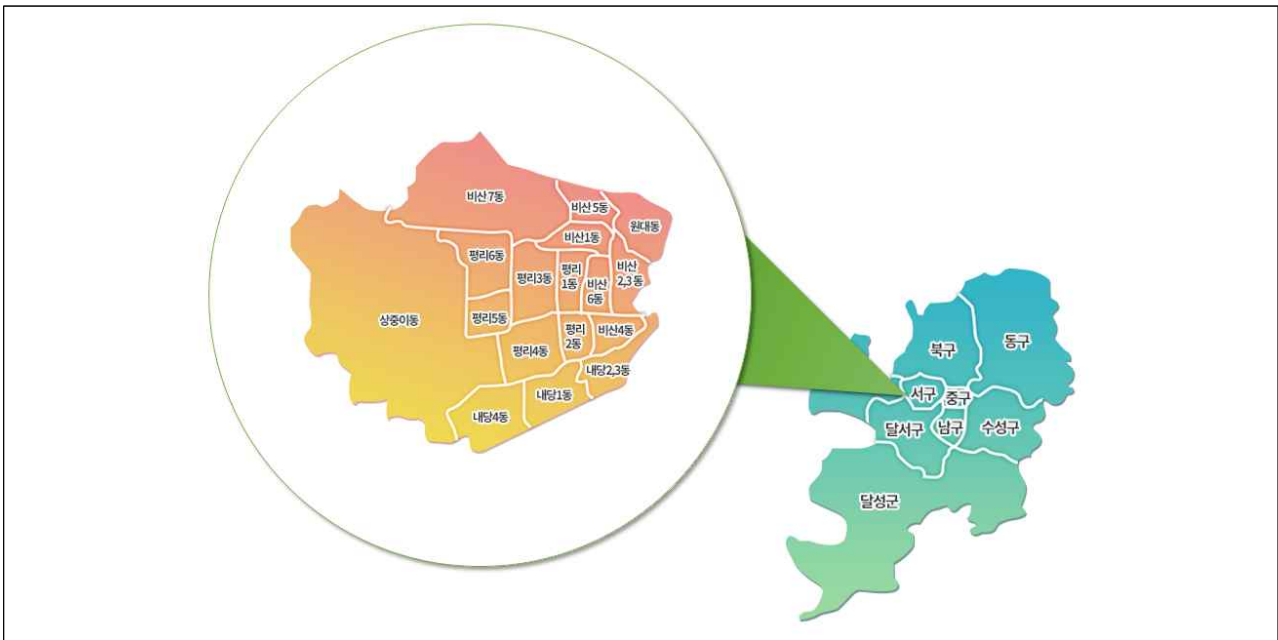 비산7동
비산5동
원대동
비산1동
평리6동
평리3동
평리
1동
비산
6동
비산
2,3동
상중이동
평리5동
평리4동
평리
2동
비산4동
내당2,3동
내당1동
내당4동
북구
동구
서구
중구
달서구
남구
수성구
달성군